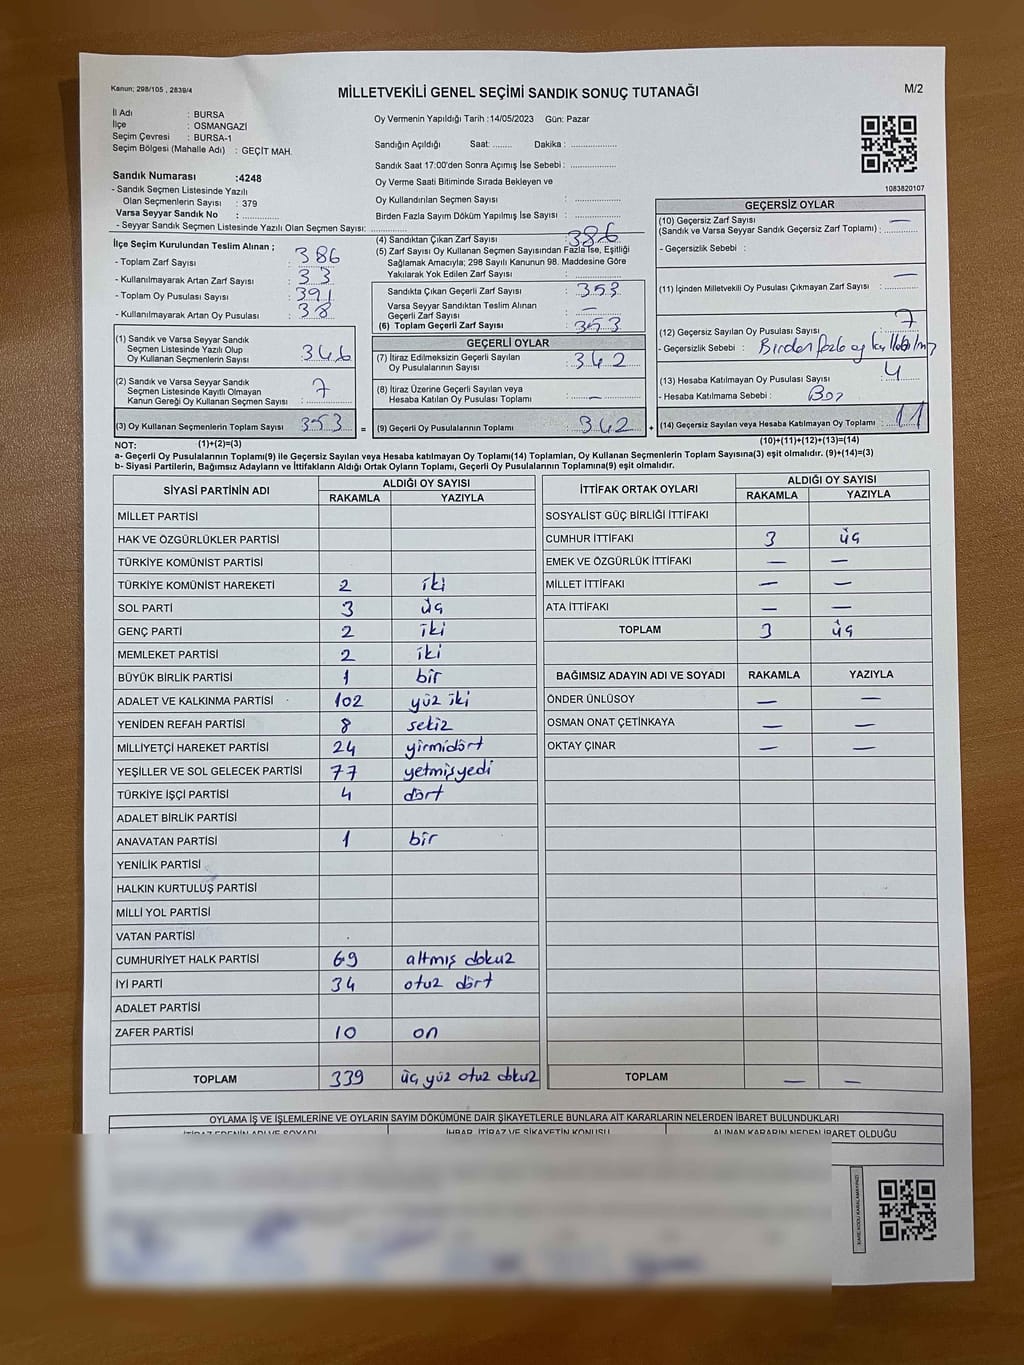 Kanun; 298/105 , 2839/4
MİLLETVEKİLİ GENEL SEÇİMİ SANDIK SONUÇ TUTANAĞI
M/2
İl Adı : BURSA
İlçe : OSMANGAZİ
Seçim Çevresi : BURSA-1
Seçim Bölgesi (Mahalle Adı) : GEÇİT MAH.
Oy Vermenin Yapıldığı Tarih :14/05/2023 Gün: Pazar
Sandığın Açıldığı Saat: ........ Dakika : ....................
Sandık Saat 17:00'den Sonra Açımış İse Sebebi : ....................
Oy Verme Saati Bitiminde Sırada Bekleyen ve
Oy Kullandırılan Seçmen Sayısı : ....................
Birden Fazla Sayım Döküm Yapılmış İse Sayısı : ....................
Sandık Numarası :4248
- Sandık Seçmen Listesinde Yazılı
Olan Seçmenlerin Sayısı : 379
Varsa Seyyar Sandık No : ................
- Seyyar Sandık Seçmen Listesinde Yazılı Olan Seçmen Sayısı: ................
1083820107
İlçe Seçim Kurulundan Teslim Alınan ;
- Toplam Zarf Sayısı : 386
- Kullanılmayarak Artan Zarf Sayısı : 33
- Toplam Oy Pusulası Sayısı : 391
- Kullanılmayarak Artan Oy Pusulası : 38
(1) Sandık ve Varsa Seyyar Sandık
Seçmen Listesinde Yazılı Olup
Oy Kullanan Seçmenlerin Sayısı : 346
(2) Sandık ve Varsa Seyyar Sandık
Seçmen Listesinde Kayıtlı Olmayan
Kanun Gereği Oy Kullanan Seçmen Sayısı : 7
(3) Oy Kullanan Seçmenlerin Toplam Sayısı : 353 =
(4) Sandıktan Çıkan Zarf Sayısı : 386
(5) Zarf Sayısı Oy Kullanan Seçmen Sayısından Fazla İse, Eşitliği
Sağlamak Amacıyla; 298 Sayılı Kanunun 98. Maddesine Göre
Yakılarak Yok Edilen Zarf Sayısı : ................
Sandıkta Çıkan Geçerli Zarf Sayısı : 353
Varsa Seyyar Sandıktan Teslim Alınan
Geçerli Zarf Sayısı : —
(6) Toplam Geçerli Zarf Sayısı : 353
GEÇERLİ OYLAR
(7) İtiraz Edilmeksizin Geçerli Sayılan
Oy Pusulalarının Sayısı : 342
(8) İtiraz Üzerine Geçerli Sayılan veya
Hesaba Katılan Oy Pusulası Toplamı : —
(9) Geçerli Oy Pusulalarının Toplamı : 342 +
GEÇERSİZ OYLAR
(10) Geçersiz Zarf Sayısı —
(Sandık ve Varsa Seyyar Sandık Geçersiz Zarf Toplamı) : ............
- Geçersizlik Sebebi :
(11) İçinden Milletvekili Oy Pusulası Çıkmayan Zarf Sayısı : —
(12) Geçersiz Sayılan Oy Pusulası Sayısı : 7
- Geçersizlik Sebebi : Birden fazla oy
(13) Hesaba Katılmayan Oy Pusulası Sayısı : 4
- Hesaba Katılmama Sebebi : Boş
(14) Geçersiz Sayılan veya Hesaba Katılmayan Oy Toplamı : 11
NOT: (1)+(2)=(3) (10)+(11)+(12)+(13)=(14)
a- Geçerli Oy Pusulalarının Toplamı(9) ile Geçersiz Sayılan veya Hesaba katılmayan Oy Toplamı(14) Toplamları, Oy Kullanan Seçmenlerin Toplam Sayısına(3) eşit olmalıdır. (9)+(14)=(3)
b- Siyasi Partilerin, Bağımsız Adayların ve İttifakların Aldığı Ortak Oyların Toplamı, Geçerli Oy Pusulalarının Toplamına(9) eşit olmalıdır.
SİYASİ PARTİNİN ADI ALDIĞI OY SAYISI
RAKAMLA YAZIYLA
MİLLET PARTİSİ
HAK VE ÖZGÜRLÜKLER PARTİSİ
TÜRKİYE KOMÜNİST PARTİSİ
TÜRKİYE KOMÜNİST HAREKETİ 2 iki
SOL PARTİ 3 üç
GENÇ PARTİ 2 iki
MEMLEKET PARTİSİ 2 iki
BÜYÜK BİRLİK PARTİSİ 1 bir
ADALET VE KALKINMA PARTİSİ 102 yüz iki
YENİDEN REFAH PARTİSİ 8 sekiz
MİLLİYETÇİ HAREKET PARTİSİ 24 yirmidört
YEŞİLLER VE SOL GELECEK PARTİSİ 77 yetmişyedi
TÜRKİYE İŞÇİ PARTİSİ 4 dört
ADALET BİRLİK PARTİSİ
ANAVATAN PARTİSİ 1 bir
YENİLİK PARTİSİ
HALKIN KURTULUŞ PARTİSİ
MİLLİ YOL PARTİSİ
VATAN PARTİSİ
CUMHURİYET HALK PARTİSİ 69 altmış dokuz
İYİ PARTİ 34 otuz dört
ADALET PARTİSİ
ZAFER PARTİSİ 10 on
TOPLAM 339 üç yüz otuz dokuz
İTTİFAK ORTAK OYLARI ALDIĞI OY SAYISI
RAKAMLA YAZIYLA
SOSYALİST GÜÇ BİRLİĞİ İTTİFAKI
CUMHUR İTTİFAKI 3 üç
EMEK VE ÖZGÜRLÜK İTTİFAKI — —
MİLLET İTTİFAKI — —
ATA İTTİFAKI — —
TOPLAM 3 üç
BAĞIMSIZ ADAYIN ADI VE SOYADI RAKAMLA YAZIYLA
ÖNDER ÜNLÜSOY — —
OSMAN ONAT ÇETİNKAYA — —
OKTAY ÇINAR — —
TOPLAM — —
OYLAMA İŞ VE İŞLEMLERİNE VE OYLARIN SAYIM DÖKÜMÜNE DAİR ŞİKAYETLERLE BUNLARA AİT KARARLARIN NELERDEN İBARET BULUNDUKLARI
İTİRAZ EDENİN ADI VE SOYADI İHBAR, İTİRAZ VE ŞİKAYETİN KONUSU ALINAN KARARIN NEDEN İBARET OLDUĞU
KARE KODU KARALAMAYINIZ!